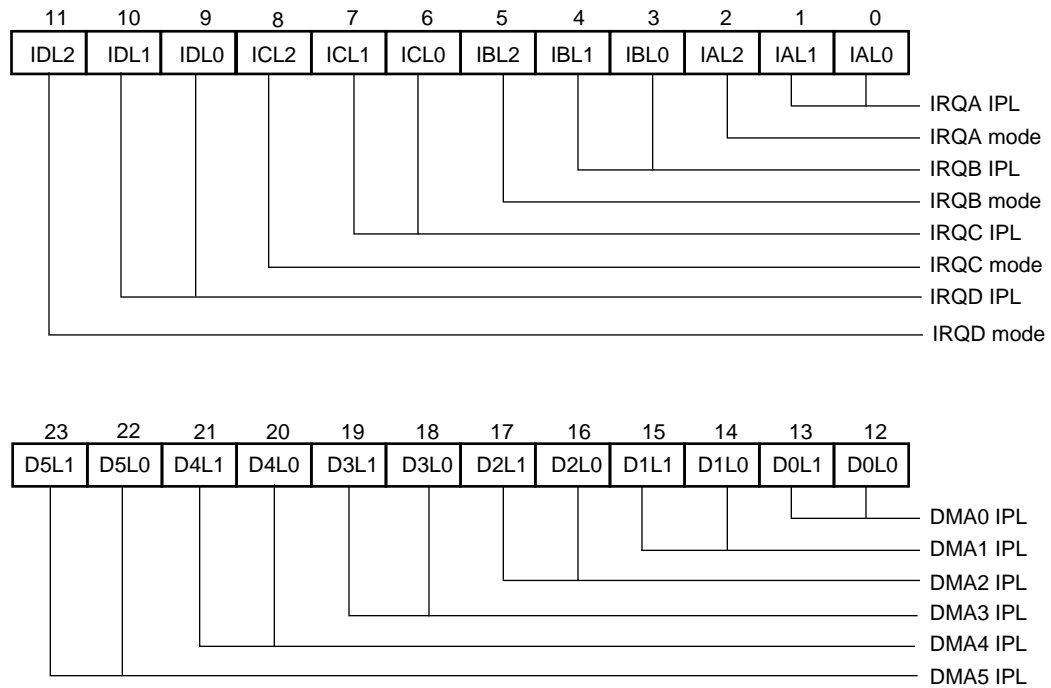 11 10 9 8 7 6 5 4 3 2 1 0
IDL2 IDL1 IDL0 ICL2 ICL1 ICL0 IBL2 IBL1 IBL0 IAL2 IAL1 IAL0
IRQA IPL
IRQA mode
IRQB IPL
IRQB mode
IRQC IPL
IRQC mode
IRQD IPL
IRQD mode
23 22 21 20 19 18 17 16 15 14 13 12
D5L1 D5L0 D4L1 D4L0 D3L1 D3L0 D2L1 D2L0 D1L1 D1L0 D0L1 D0L0
DMA0 IPL
DMA1 IPL
DMA2 IPL
DMA3 IPL
DMA4 IPL
DMA5 IPL